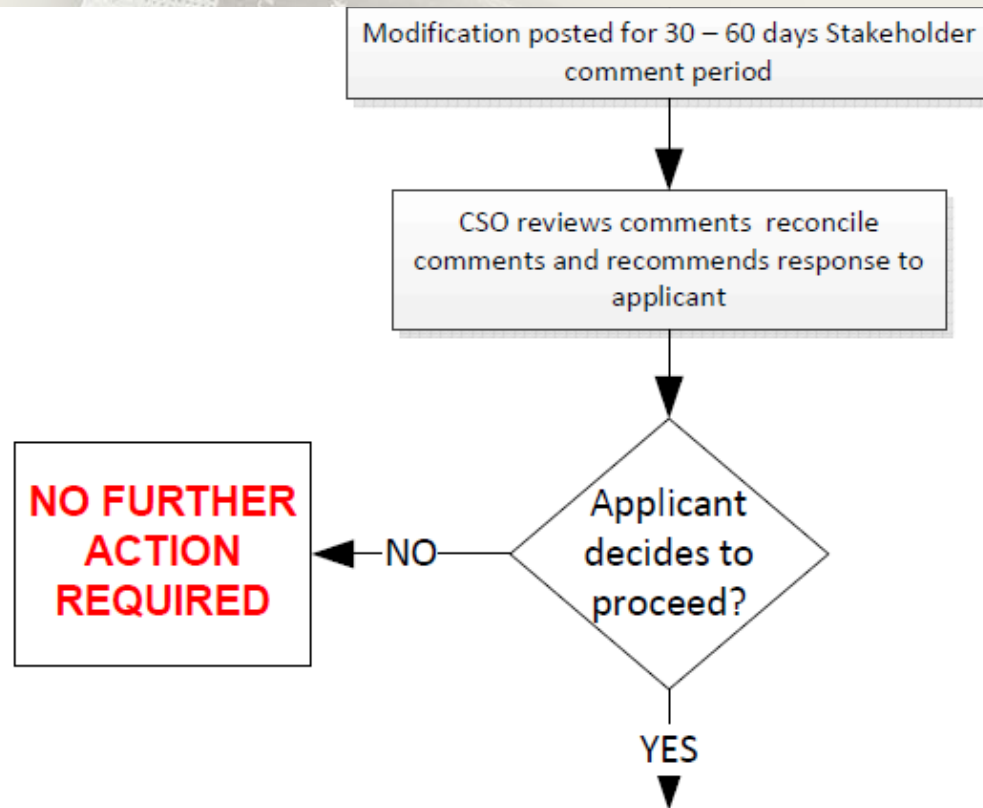 Modification posted for 30 – 60 days Stakeholder
comment period
CSO reviews comments reconcile
comments and recommends response to
applicant
Applicant
decides to
proceed?
NO
NO FURTHER
ACTION
REQUIRED
YES